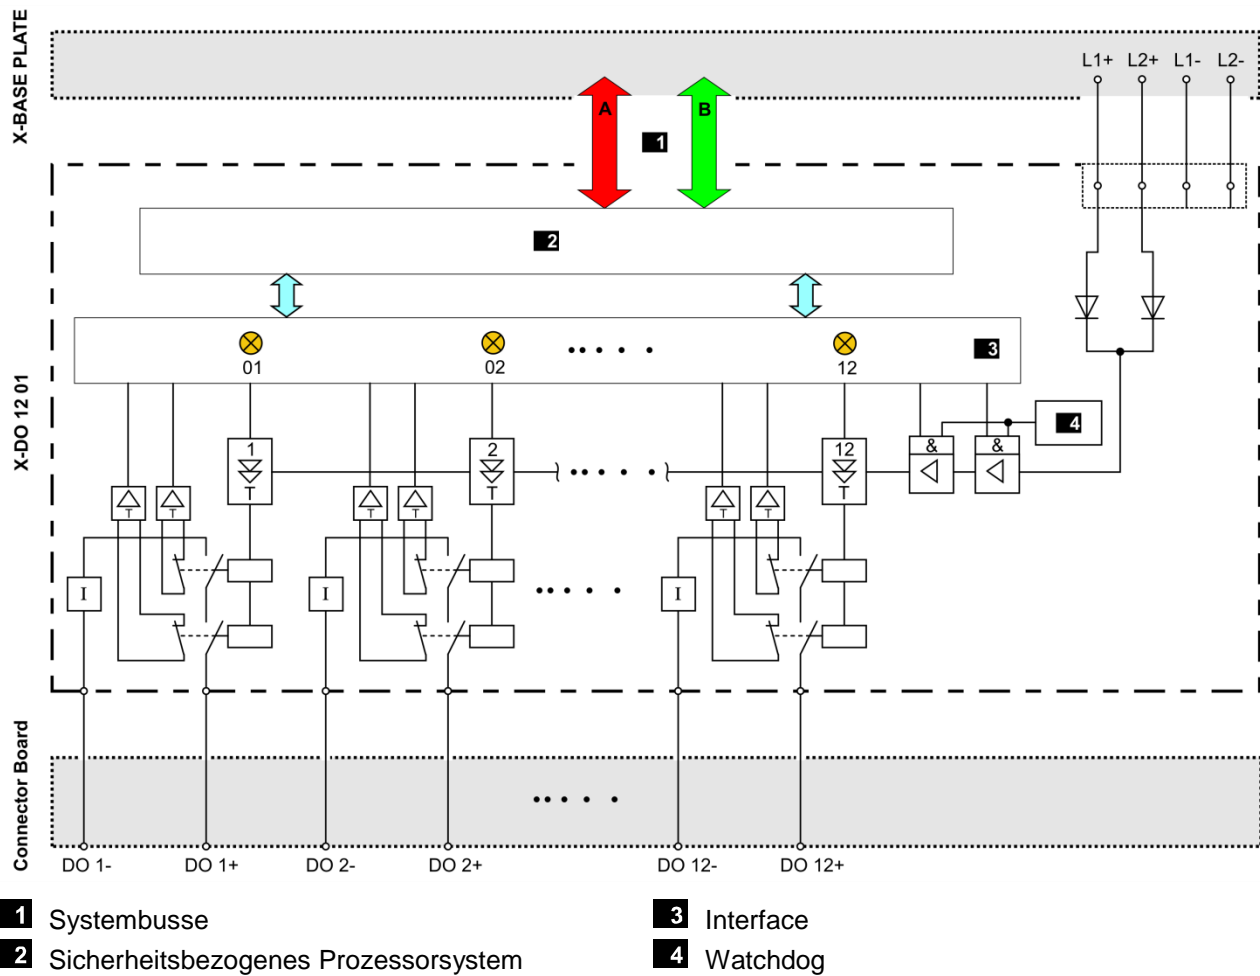 X-BASE PLATE
L1+ L2+ L1- L2-
A
B
1
2
3
01
02
12
X-DO 12 01
4
1
2
12
&
&
T
T
T
T
T
T
T
T
T
I
I
I
Connector Board
DO 1-
DO 1+
DO 2-
DO 2+
DO 12-
DO 12+
1 Systembusse
3 Interface
2 Sicherheitsbezogenes Prozessorsystem
4 Watchdog